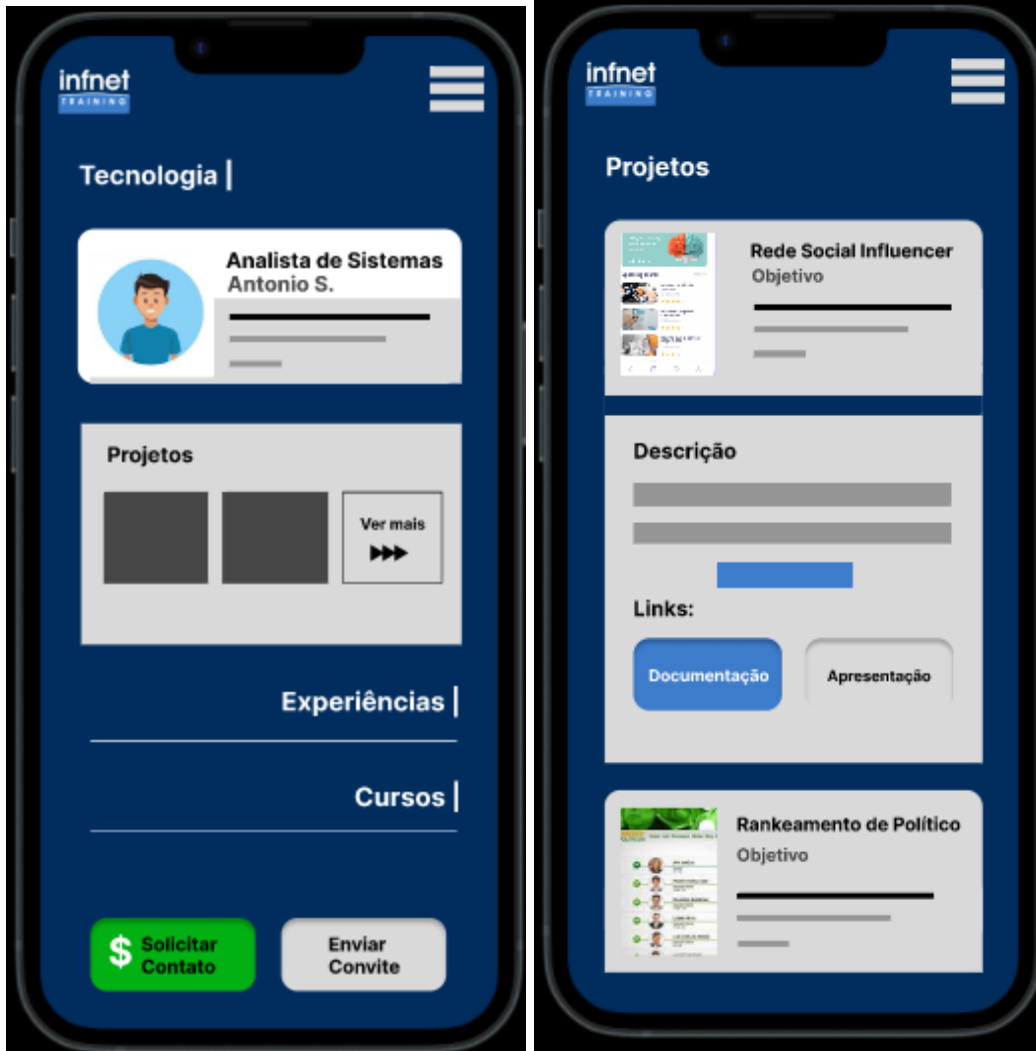 infnet
TRAINING
Tecnologia |
Analista de Sistemas
Antonio S.
Projetos
Ver mais
Experiências |
Cursos |
$ Solicitar
Contato
Enviar
Convite
infnet
TRAINING
Projetos
Rede Social Influencer
Objetivo
Descrição
Links:
Documentação
Apresentação
Rankeamento de Político
Objetivo